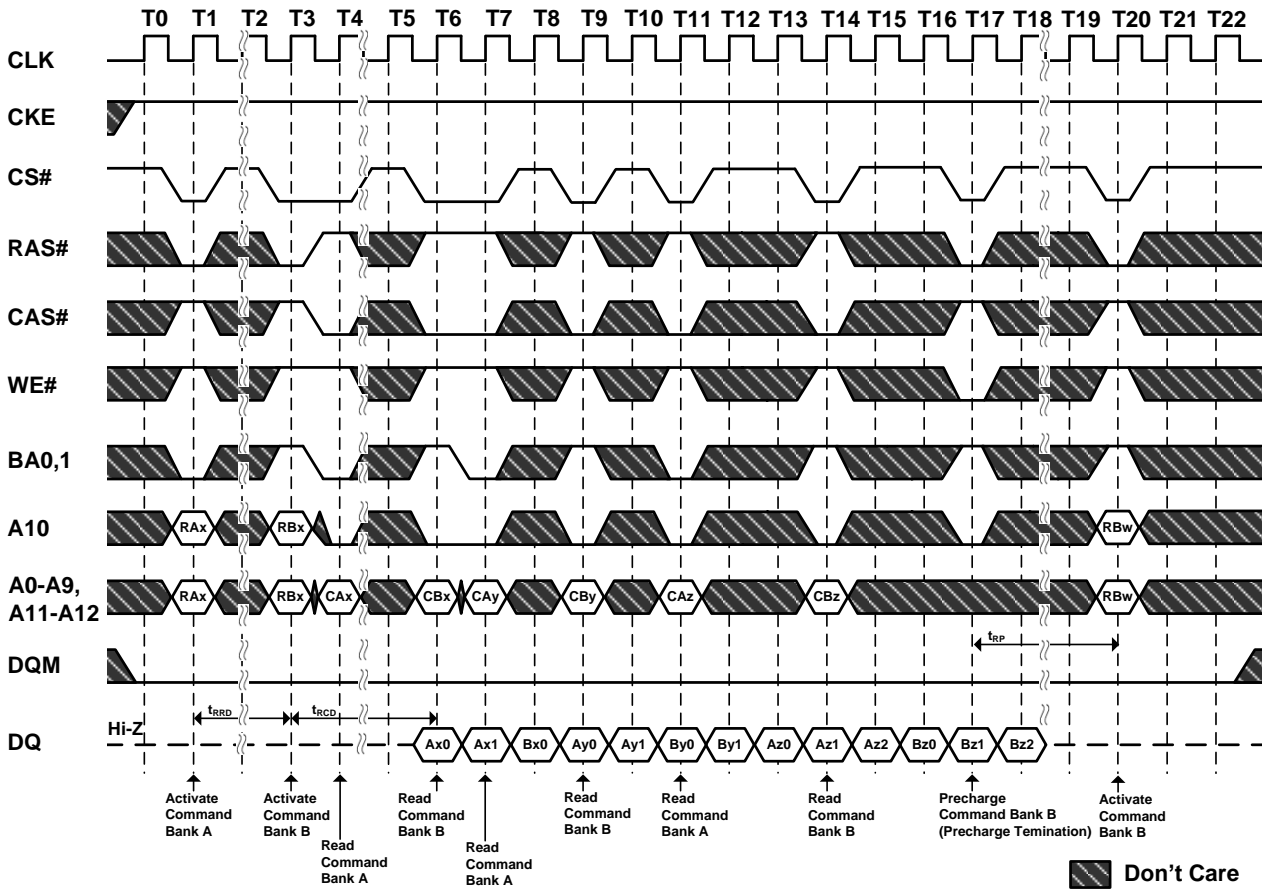 T0 T1 T2 T3 T4 T5 T6 T7 T8 T9 T10 T11 T12 T13 T14 T15 T16 T17 T18 T19 T20 T21 T22
CLK
CKE
CS#
RAS#
CAS#
WE#
BA0,1
A10
RAx RBx RBw
A0-A9,
A11-A12
RAx RBx CAx CBx CAy CBy CAz CBz RBw
tRP
DQM
tRRD tRCD
Hi-Z
DQ
Ax0 Ax1 Bx0 Ay0 Ay1 By0 By1 Az0 Az1 Az2 Bz0 Bz1 Bz2
Activate
Command
Bank A
Activate
Command
Bank B
Read
Command
Bank A
Read
Command
Bank B
Read
Command
Bank A
Read
Command
Bank B
Read
Command
Bank A
Read
Command
Bank B
Precharge
Command Bank B
(Precharge Temination)
Activate
Command
Bank B
Don't Care